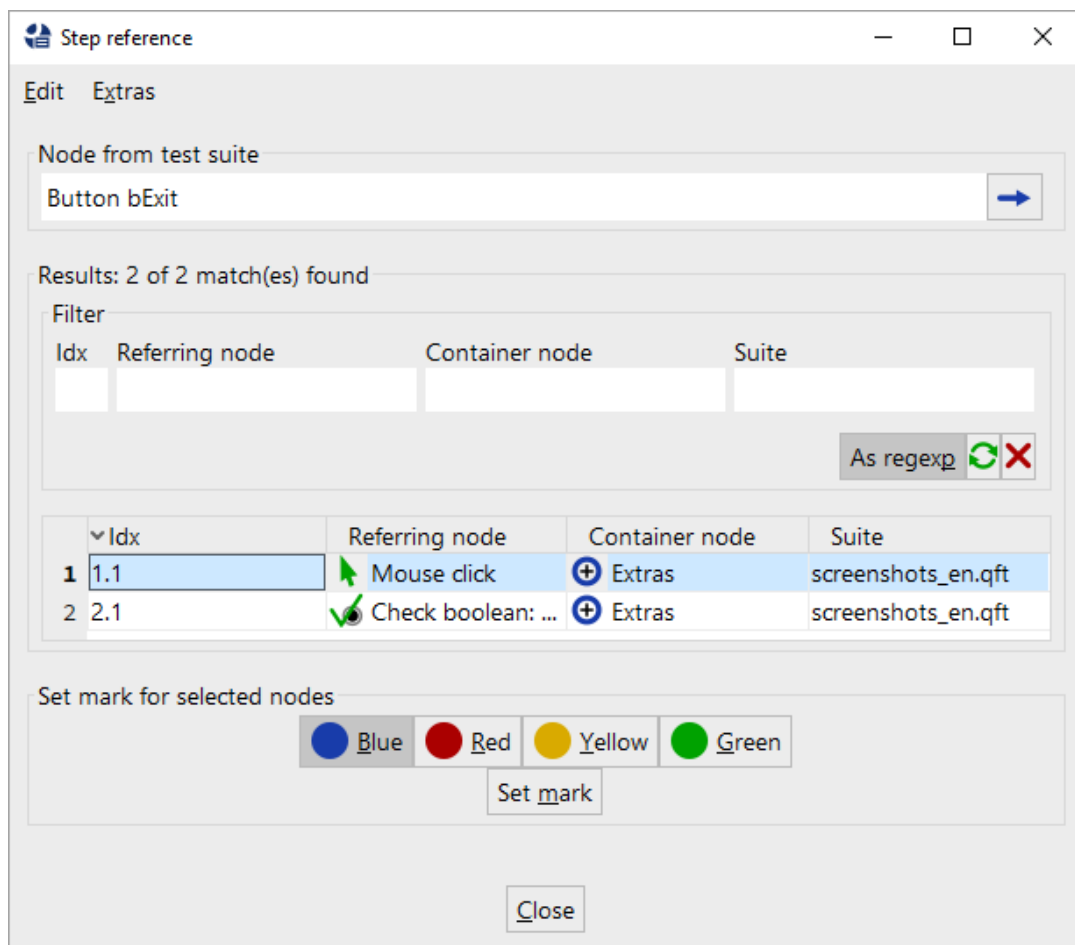 Step reference
Edit Extras
Node from test suite
Button bExit
Results: 2 of 2 match(es) found
Filter
Idx Referring node Container node Suite
As regexp
Idx Referring node Container node Suite
1 1.1 Mouse click Extras screenshots_en.qft
2 2.1 Check boolean: ... Extras screenshots_en.qft
Set mark for selected nodes
Blue Red Yellow Green
Set mark
Close